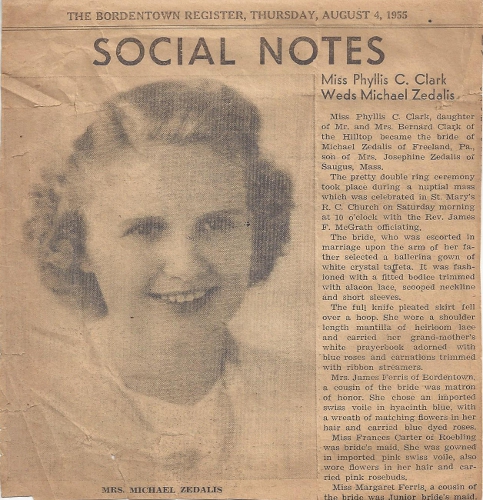 THE BORDENTOWN REGISTER, THURSDAY, AUGUST 4, 1955
SOCIAL NOTES
Miss Phyllis C. Clark
Weds Michael Zedalis
Miss Phyllis C. Clark, daughter
of Mr. and Mrs. Bernard Clark of
the Hilltop became the bride of
Michael Zedalis of Freeland, Pa.,
son of Mrs. Josephine Zedalis of
Saugus, Mass.
The pretty double ring ceremony
took place during a nuptial mass
which was celebrated in St. Mary's
R. C. Church on Saturday morning
at 10 o'clock with the Rev. James
F. McGrath officiating.
The bride, who was escorted in
marriage upon the arm of her fa-
ther selected a ballerina gown of
white crystal taffeta. It was fash-
ioned with a fitted bodice trimmed
with alacon lace, scooped neckline
and short sleeves.
The full knife pleated skirt fell
over a hoop. She wore a shoulder
length mantilla of heirloom lace
and carried her grand-mother's
white prayerbook adorned with
blue roses and carnations trimmed
with ribbon streamers.
Mrs. James Ferris of Bordentown,
a cousin of the bride was matron
of honor. She chose an imported
swiss voile in hyacinth blue, with
a wreath of matching flowers in her
hair and carried blue dyed roses.
Miss Frances Carter of Roebling
was bride's maid. She was gowned
in imported pink swiss voile, also
wore flowers in her hair and car-
ried pink rosebuds.
Miss Margaret Ferris, a cousin of
the bride was Junior bride's maid.
MRS. MICHAEL ZEDALIS